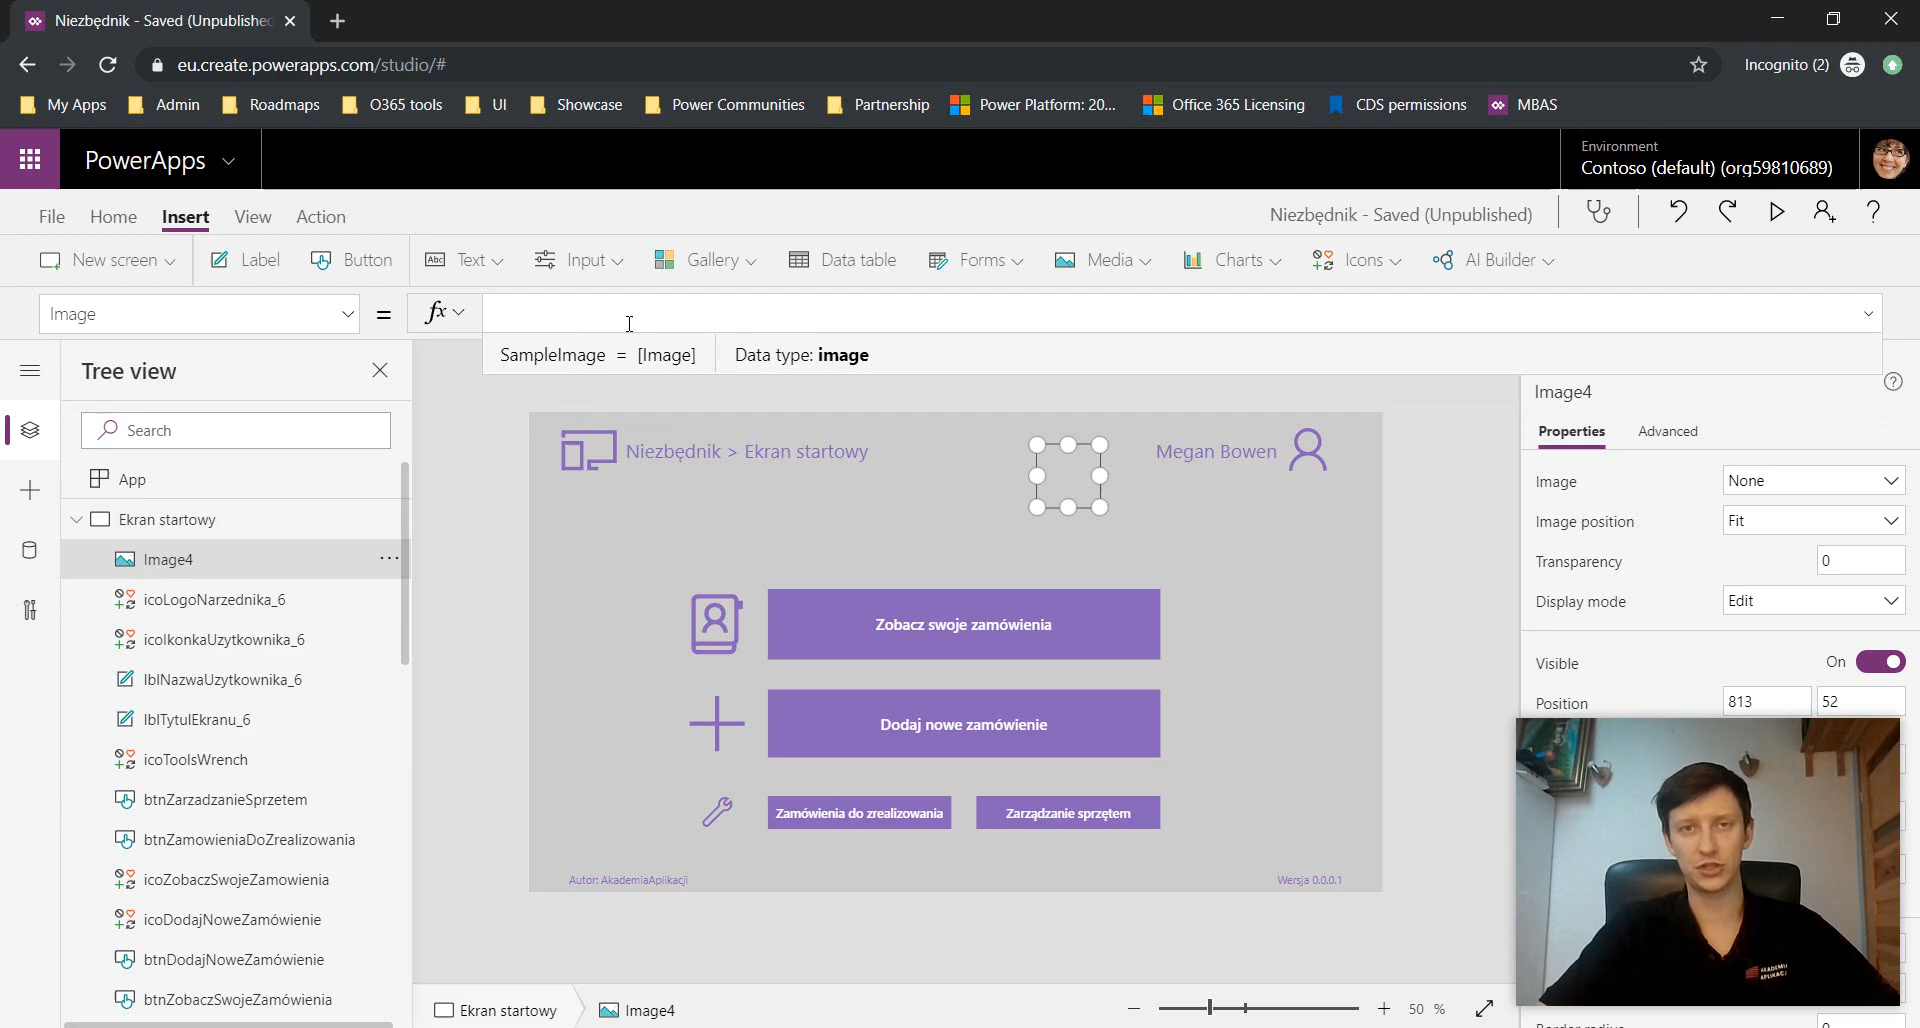 Niezbędnik - Saved (Unpublished
eu.create.powerapps.com/studio/#
Incognito (2)
My Apps
Admin
Roadmaps
O365 tools
UI
Showcase
Power Communities
Partnership
Power Platform: 20...
Office 365 Licensing
CDS permissions
MBAS
PowerApps
Environment
Contoso (default) (org59810689)
File
Home
Insert
View
Action
Niezbędnik - Saved (Unpublished)
New screen
Label
Button
Abc
Text
Input
Gallery
Data table
Forms
Media
Charts
Icons
AI Builder
Image
=
fx
SampleImage = [Image]
Data type: image
Tree view
Search
App
Ekran startowy
Image4
icoLogoNarzednika_6
icoIkonkaUzytkownika_6
lblNazwaUzytkownika_6
lblTytulEkranu_6
icoToolsWrench
btnZarzadzanieSprzetem
btnZamowieniaDoZrealizowania
icoZobaczSwojeZamowienia
icoDodajNoweZamówienie
btnDodajNoweZamówienie
btnZobaczSwojeZamówienia
Niezbędnik > Ekran startowy
Megan Bowen
Zobacz swoje zamówienia
Dodaj nowe zamówienie
Zamówienia do zrealizowania
Zarządzanie sprzętem
Autor: AkademiaAplikacji
Wersja 0.0.0.1
Image4
Properties
Advanced
Image
None
Image position
Fit
Transparency
0
Display mode
Edit
Visible
On
Position
813
52
AKADEMIA
APLIKACJI
Ekran startowy
Image4
50 %